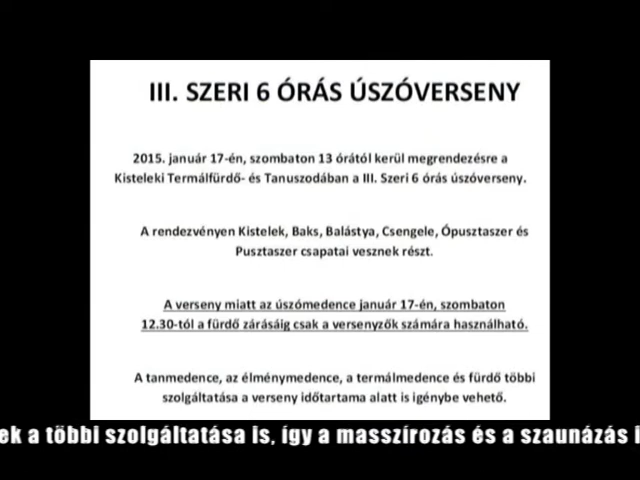 III. SZERI 6 ÓRÁS ÚSZÓVERSENY
2015. január 17-én, szombaton 13 órától kerül megrendezésre a
Kisteleki Termálfürdő- és Tanuszodában a III. Szeri 6 órás úszóverseny.
A rendezvényen Kistelek, Baks, Balástya, Csengele, Ópusztaszer és
Pusztaszer csapatai vesznek részt.
A verseny miatt az úszómedence január 17-én, szombaton
12.30-tól a fürdő zárásáig csak a versenyzők számára használható.
A tanmedence, az élménymedence, a termálmedence és fürdő többi
szolgáltatása a verseny időtartama alatt is igénybe vehető.
a többi szolgáltatása is, így a masszírozás és a szaunázás